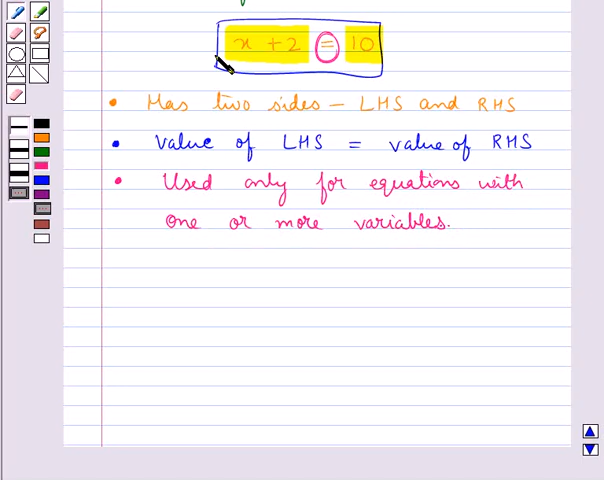 x + 2 = 10
• Has two sides – LHS and RHS
• Value of LHS = value of RHS
• Used only for equations with
one or more variables.